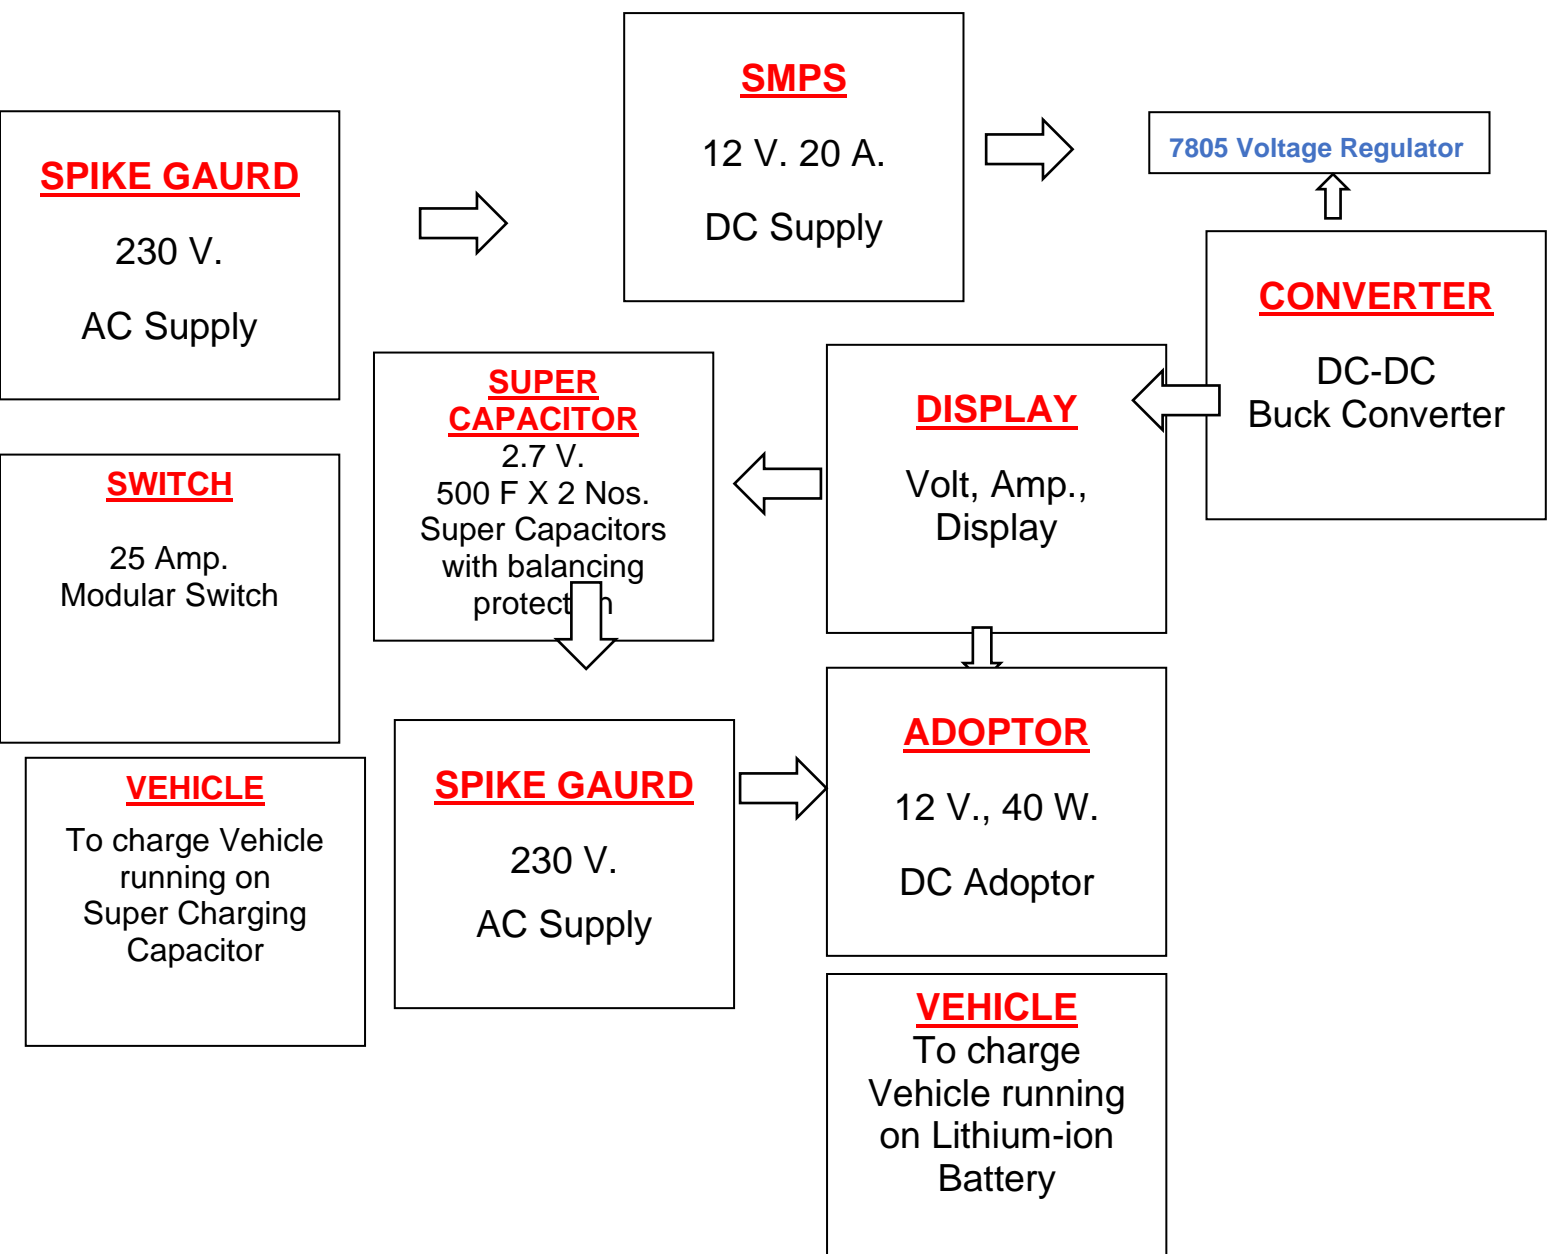 SMPS
12 V. 20 A.
DC Supply
7805 Voltage Regulator
SPIKE GAURD
230 V.
AC Supply
CONVERTER
DC-DC
Buck Converter
SUPER
CAPACITOR
2.7 V.
500 F X 2 Nos.
Super Capacitors
with balancing
DISPLAY
Volt, Amp.,
Display
SWITCH
25 Amp.
Modular Switch
VEHICLE
To charge Vehicle
running on
Super Charging
Capacitor
SPIKE GAURD
230 V.
AC Supply
ADOPTOR
12 V., 40 W.
DC Adoptor
VEHICLE
To charge
Vehicle running
on Lithium-ion
Battery